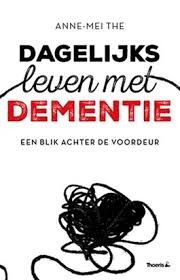 ANNE-MEI THE
DAGELIJKS
leven met
DEMENTIE
EEN BLIK ACHTER DE VOORDEUR
Thoeris